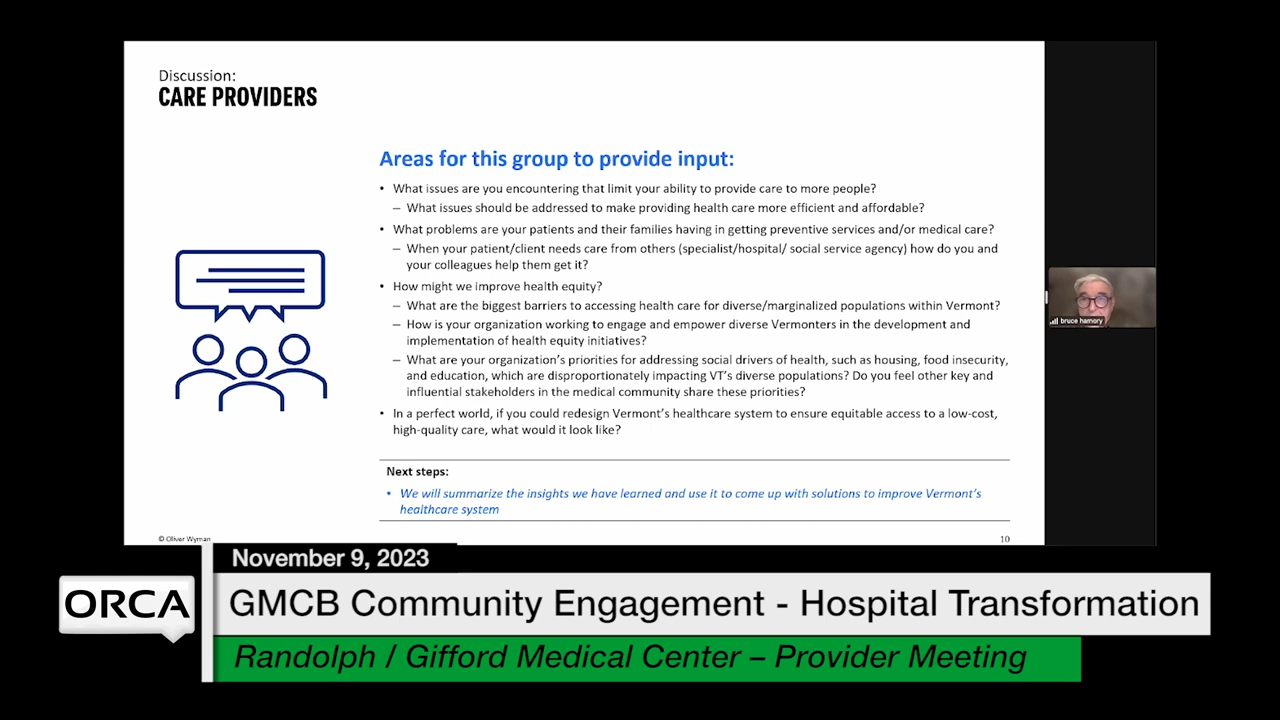 Discussion:
CARE PROVIDERS
Areas for this group to provide input:
• What issues are you encountering that limit your ability to provide care to more people?
– What issues should be addressed to make providing health care more efficient and affordable?
• What problems are your patients and their families having in getting preventive services and/or medical care?
– When your patient/client needs care from others (specialist/hospital/ social service agency) how do you and
your colleagues help them get it?
• How might we improve health equity?
– What are the biggest barriers to accessing health care for diverse/marginalized populations within Vermont?
– How is your organization working to engage and empower diverse Vermonters in the development and
implementation of health equity initiatives?
– What are your organization's priorities for addressing social drivers of health, such as housing, food insecurity,
and education, which are disproportionately impacting VT's diverse populations? Do you feel other key and
influential stakeholders in the medical community share these priorities?
• In a perfect world, if you could redesign Vermont's healthcare system to ensure equitable access to a low-cost,
high-quality care, what would it look like?
Next steps:
• We will summarize the insights we have learned and use it to come up with solutions to improve Vermont's
healthcare system
© Oliver Wyman
10
bruce hamory
November 9, 2023
ORCA
GMCB Community Engagement - Hospital Transformation
Randolph / Gifford Medical Center – Provider Meeting